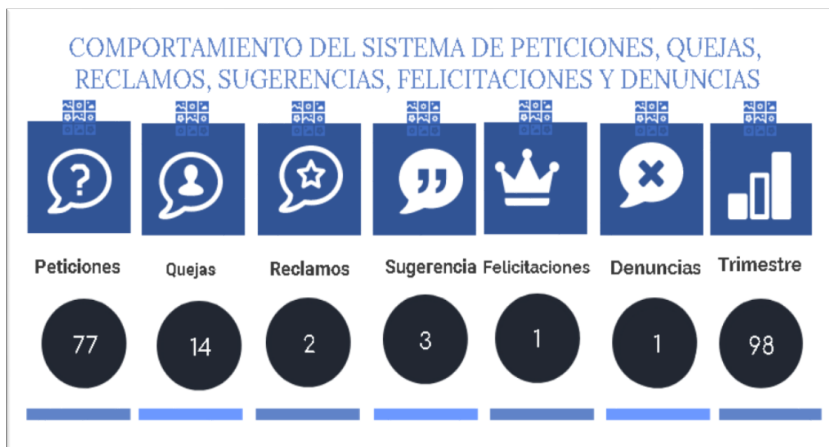 COMPORTAMIENTO DEL SISTEMA DE PETICIONES, QUEJAS,
RECLAMOS, SUGERENCIAS, FELICITACIONES Y DENUNCIAS
Peticiones Quejas Reclamos Sugerencia Felicitaciones Denuncias Trimestre
77 14 2 3 1 1 98